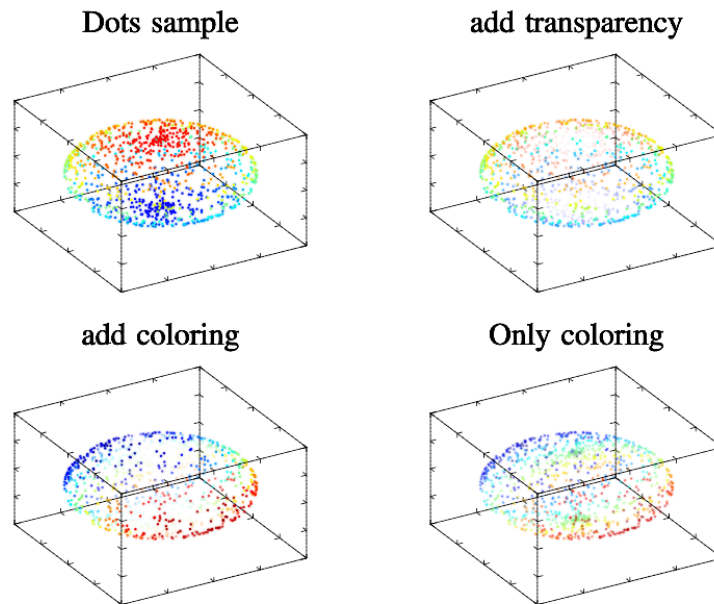 Dots sample
add transparency
add coloring
Only coloring